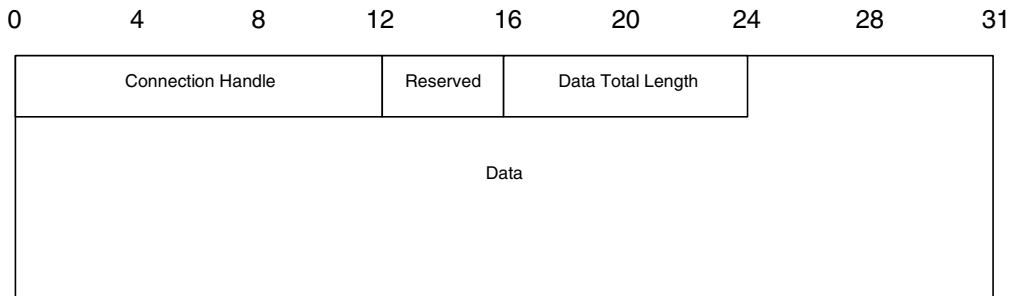 0 4 8 12 16 20 24 28 31
Connection Handle Reserved Data Total Length
Data